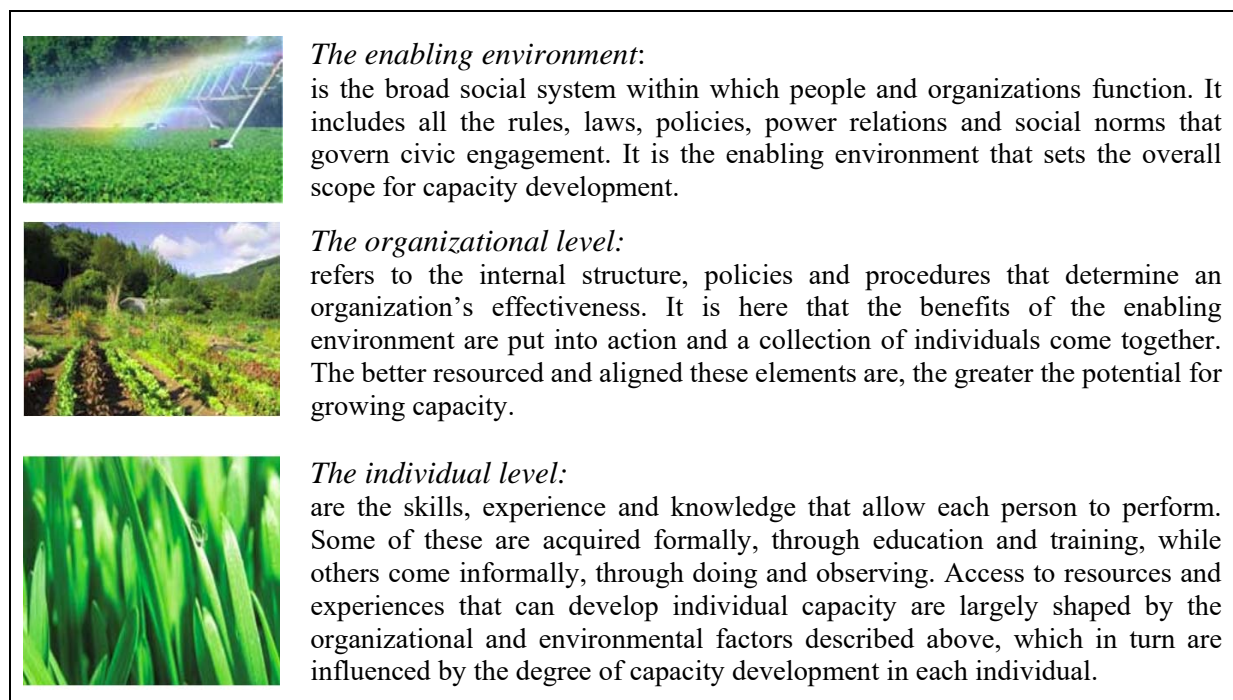 The enabling environment:
is the broad social system within which people and organizations function. It
includes all the rules, laws, policies, power relations and social norms that
govern civic engagement. It is the enabling environment that sets the overall
scope for capacity development.
The organizational level:
refers to the internal structure, policies and procedures that determine an
organization’s effectiveness. It is here that the benefits of the enabling
environment are put into action and a collection of individuals come together.
The better resourced and aligned these elements are, the greater the potential for
growing capacity.
The individual level:
are the skills, experience and knowledge that allow each person to perform.
Some of these are acquired formally, through education and training, while
others come informally, through doing and observing. Access to resources and
experiences that can develop individual capacity are largely shaped by the
organizational and environmental factors described above, which in turn are
influenced by the degree of capacity development in each individual.